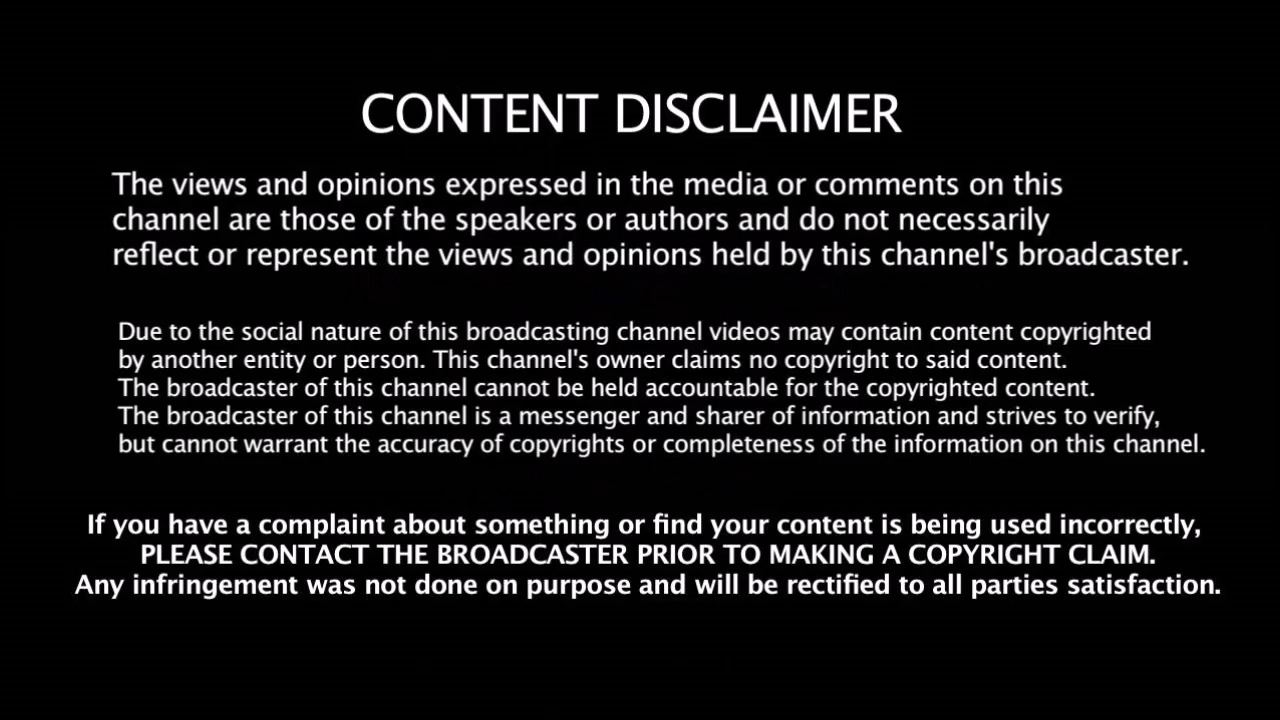 CONTENT DISCLAIMER
The views and opinions expressed in the media or comments on this
channel are those of the speakers or authors and do not necessarily
reflect or represent the views and opinions held by this channel's broadcaster.
Due to the social nature of this broadcasting channel videos may contain content copyrighted
by another entity or person. This channel's owner claims no copyright to said content.
The broadcaster of this channel cannot be held accountable for the copyrighted content.
The broadcaster of this channel is a messenger and sharer of information and strives to verify,
but cannot warrant the accuracy of copyrights or completeness of the information on this channel.
If you have a complaint about something or find your content is being used incorrectly,
PLEASE CONTACT THE BROADCASTER PRIOR TO MAKING A COPYRIGHT CLAIM.
Any infringement was not done on purpose and will be rectified to all parties satisfaction.